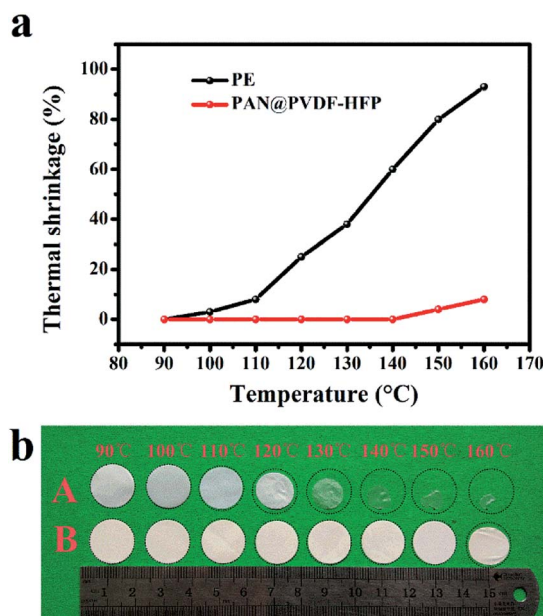 a
100
80
60
40
20
0
Thermal shrinkage (%)
PE
PAN@PVDF-HFP
80 90 100 110 120 130 140 150 160 170
Temperature (°C)
b
90℃ 100℃ 110℃ 120℃ 130℃ 140℃ 150℃ 160℃
A
B
1 2 3 4 5 6 7 8 9 10 11 12 13 14 15